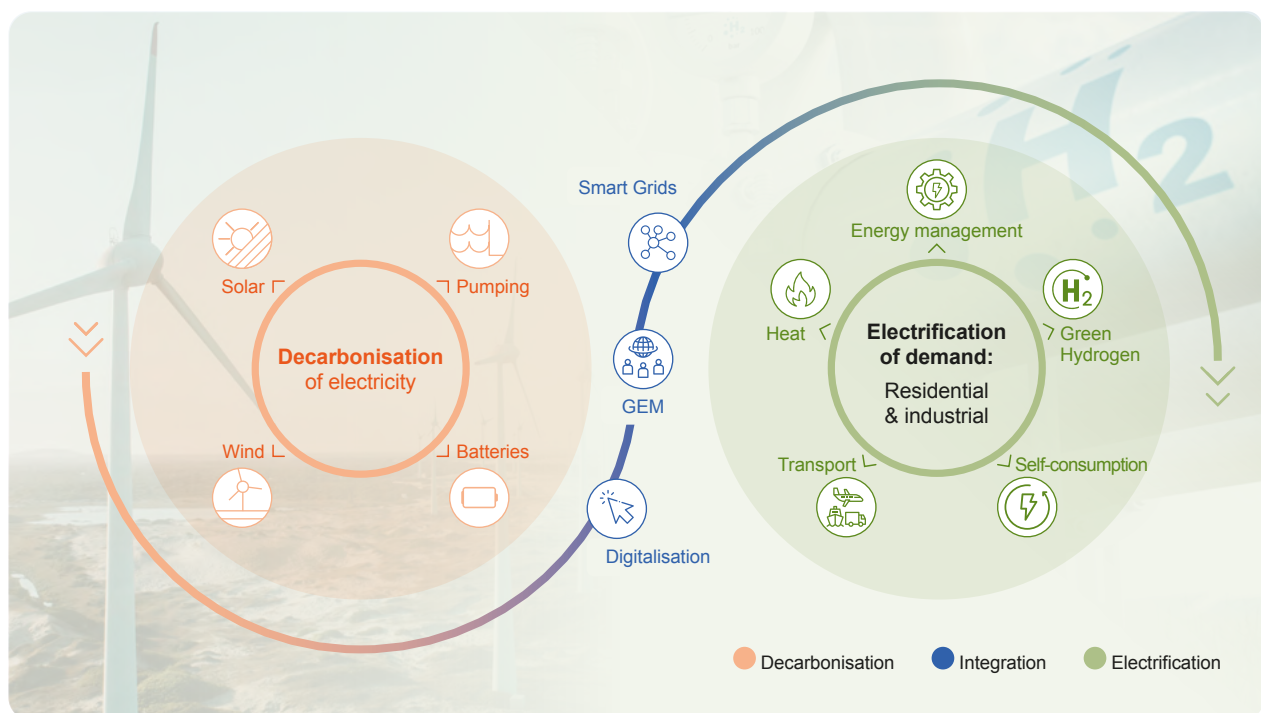 H2
Smart Grids
Solar
Pumping
Decarbonisation
of electricity
Wind
Batteries
GEM
Digitalisation
Energy management
Heat
H2
Green
Hydrogen
Electrification
of demand:
Residential
& industrial
Transport
Self-consumption
Decarbonisation
Integration
Electrification